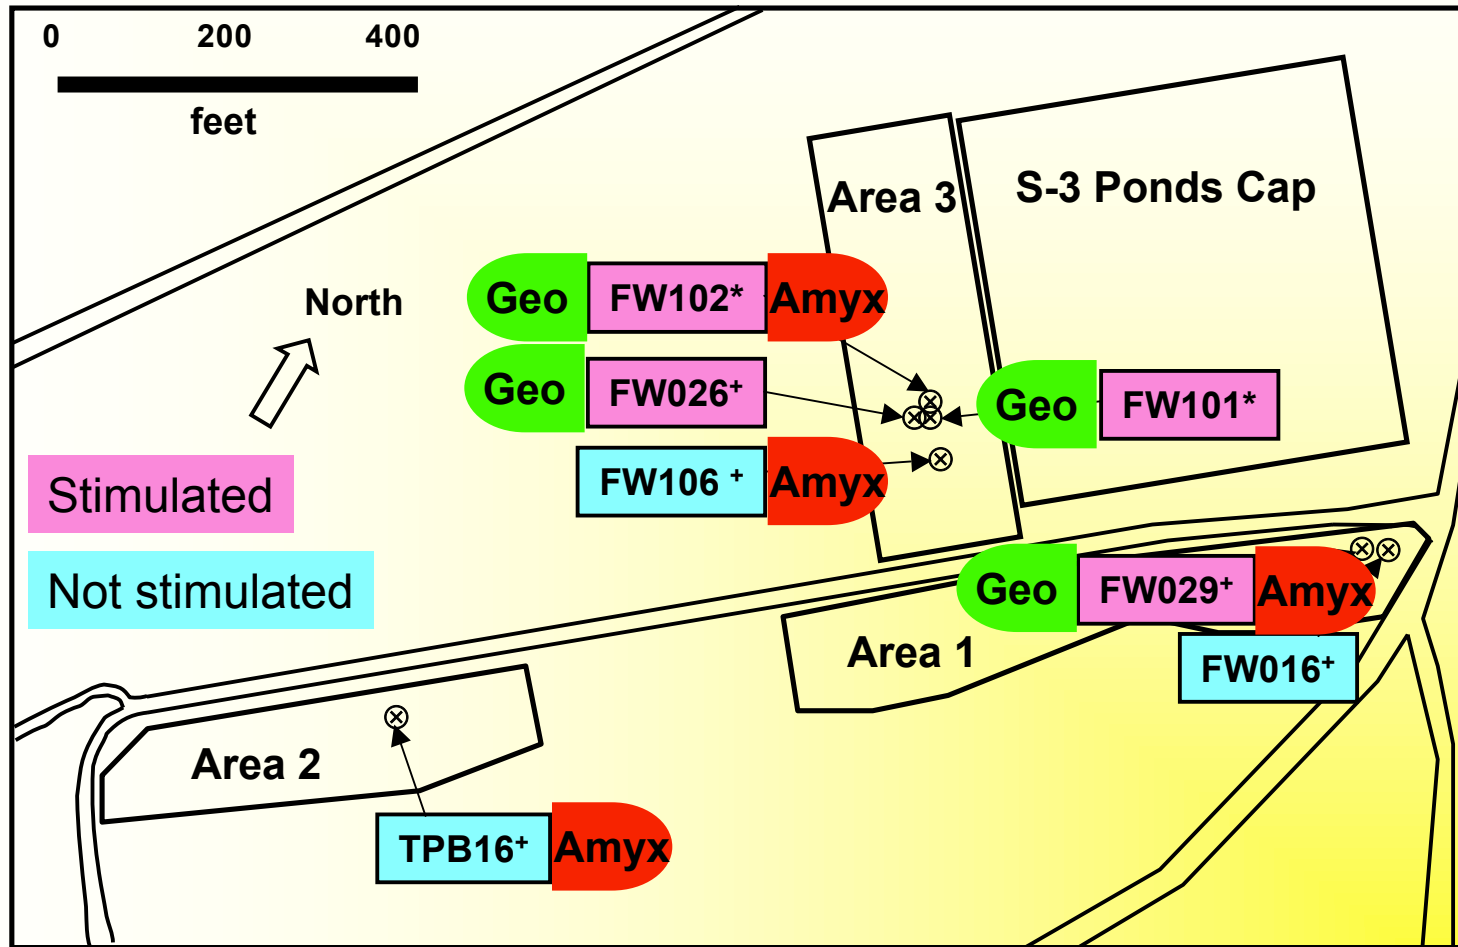 0 200 400
feet
Area 3
S-3 Ponds Cap
North
Geo FW102* Amyx
Geo FW026+
Geo FW101*
FW106 + Amyx
Stimulated
Not stimulated
Geo FW029+ Amyx
Area 1
FW016+
Area 2
TPB16+ Amyx